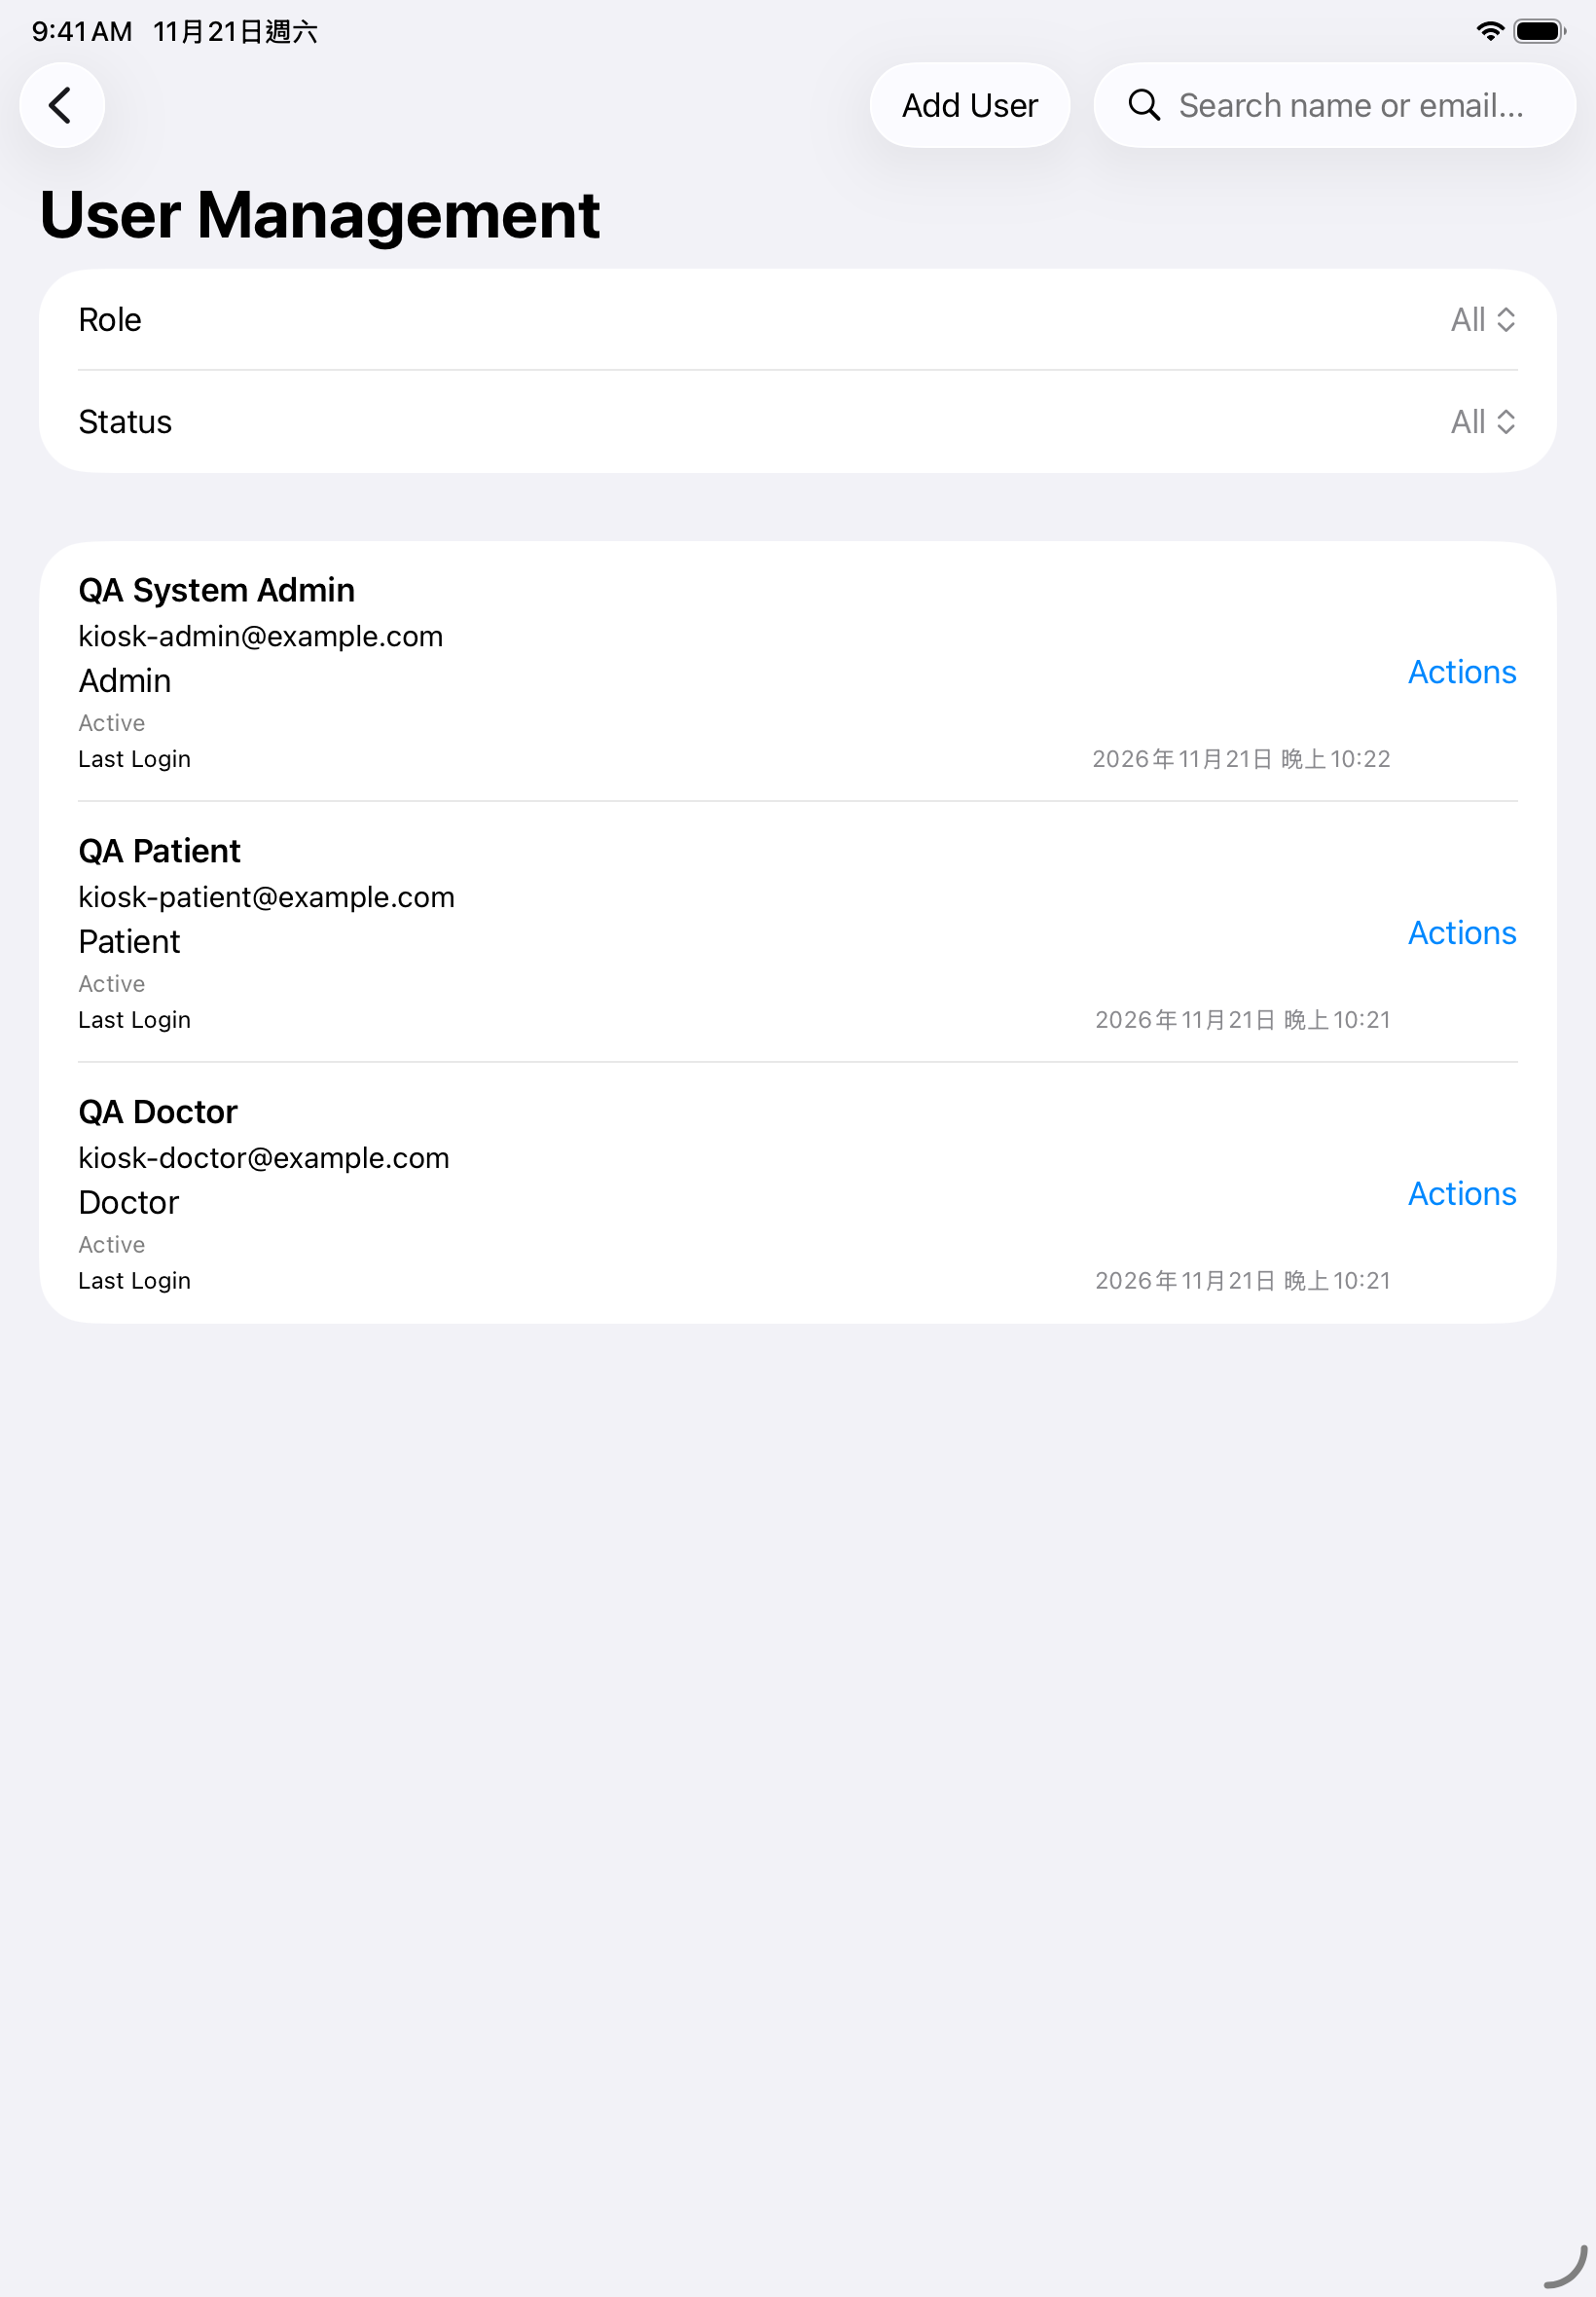 9:41 AM 11月21日週六
Add User
Search name or email...
User Management
Role All
Status All
QA System Admin
kiosk-admin@example.com
Admin
Actions
Active
Last Login 2026年11月21日 晚上10:22
QA Patient
kiosk-patient@example.com
Patient
Actions
Active
Last Login 2026年11月21日 晚上10:21
QA Doctor
kiosk-doctor@example.com
Doctor
Actions
Active
Last Login 2026年11月21日 晚上10:21